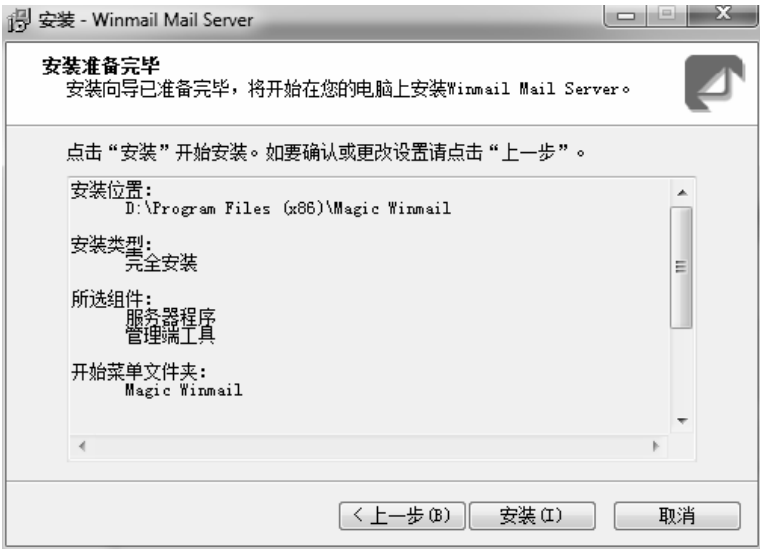 安装 - Winmail Mail Server
安装准备完毕
安装向导已准备完毕，将开始在您的电脑上安装Winmail Mail Server。
点击“安装”开始安装。如要确认或更改设置请点击“上一步”。
安装位置：
D:\Program Files (x86)\Magic Winmail
安装类型：
完全安装
所选组件：
服务器程序
管理端工具
开始菜单文件夹：
Magic Winmail
< 上一步(B)
安装(I)
取消